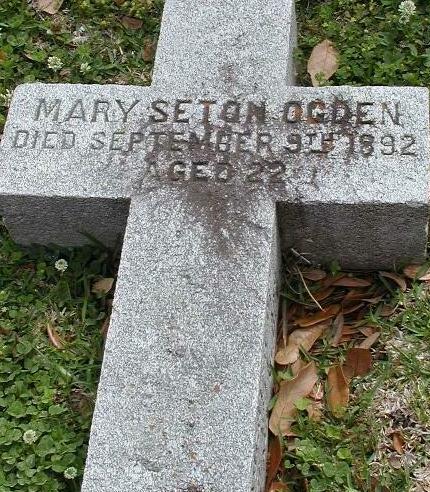 MARY SETON OGDEN
DIED SEPTEMBER 9TH 1892
AGED 22